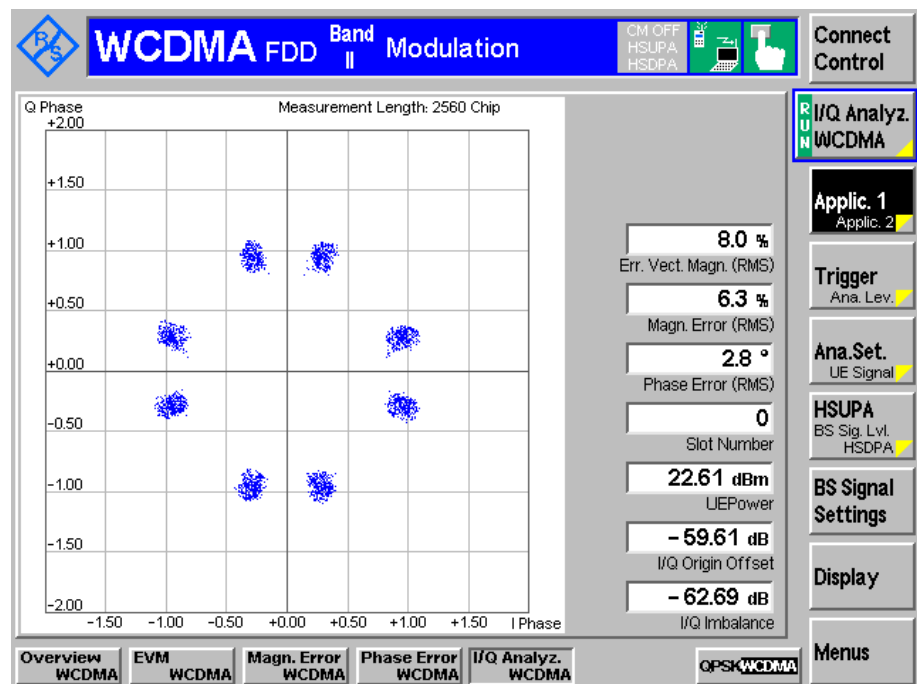 R&S
WCDMA FDD Band II Modulation
CM OFF
HSUPA
HSDPA
Connect
Control
Q Phase
Measurement Length: 2560 Chip
+2.00
+1.50
+1.00
+0.50
+0.00
-0.50
-1.00
-1.50
-2.00
-1.50 -1.00 -0.50 +0.00 +0.50 +1.00 +1.50 I Phase
8.0 %
Err. Vect. Magn. (RMS)
6.3 %
Magn. Error (RMS)
2.8 °
Phase Error (RMS)
0
Slot Number
22.61 dBm
UEPower
-59.61 dB
I/Q Origin Offset
-62.69 dB
I/Q Imbalance
RUN
I/Q Analyz.
WCDMA
Applic. 1
Applic. 2
Trigger
Ana. Lev.
Ana.Set.
UE Signal
HSUPA
BS Sig. Lvl.
HSDPA
BS Signal
Settings
Display
Menus
Overview
WCDMA
EVM
WCDMA
Magn. Error
WCDMA
Phase Error
WCDMA
I/Q Analyz.
WCDMA
QPSK WCDMA